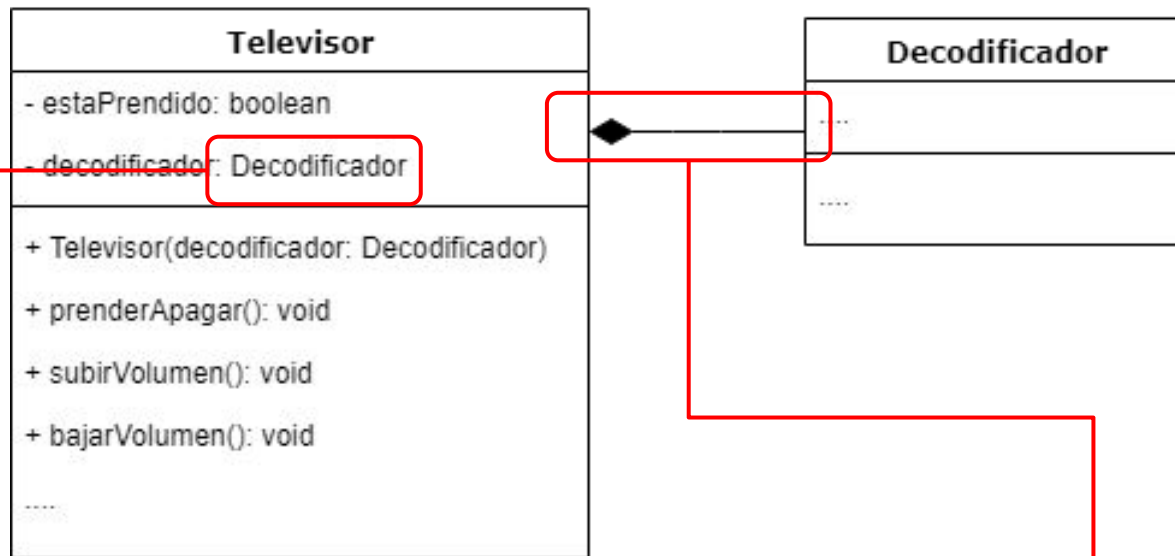 Televisor
- estaPrendido: boolean
- decodificador: Decodificador
+ Televisor(decodificador: Decodificador)
+ prenderApagar(): void
+ subirVolumen(): void
+ bajarVolumen(): void
....
Decodificador
....
....